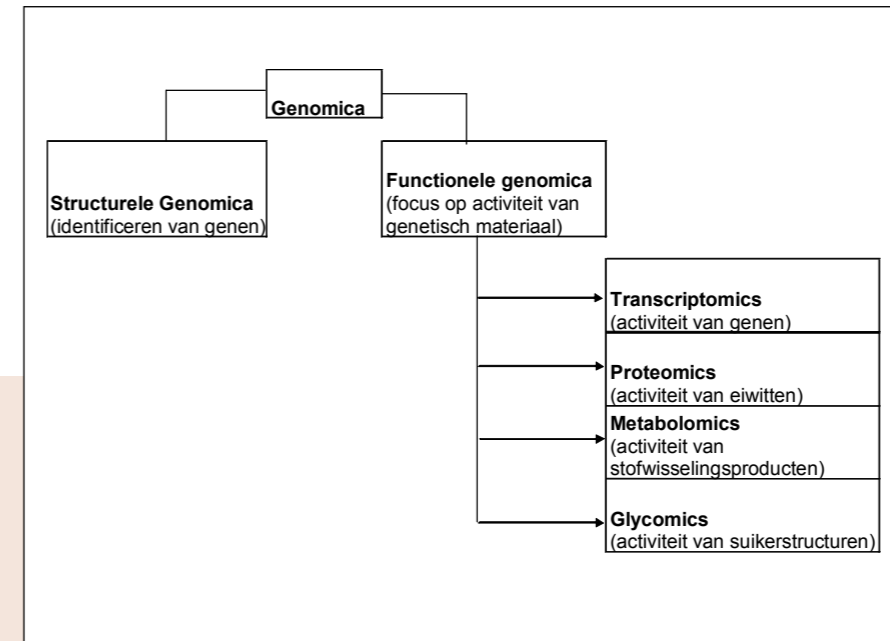 Genomica
Structurele Genomica
(identificeren van genen)
Functionele genomica
(focus op activiteit van
genetisch materiaal)
Transcriptomics
(activiteit van genen)
Proteomics
(activiteit van eiwitten)
Metabolomics
(activiteit van
stofwisselingsproducten)
Glycomics
(activiteit van suikerstructuren)